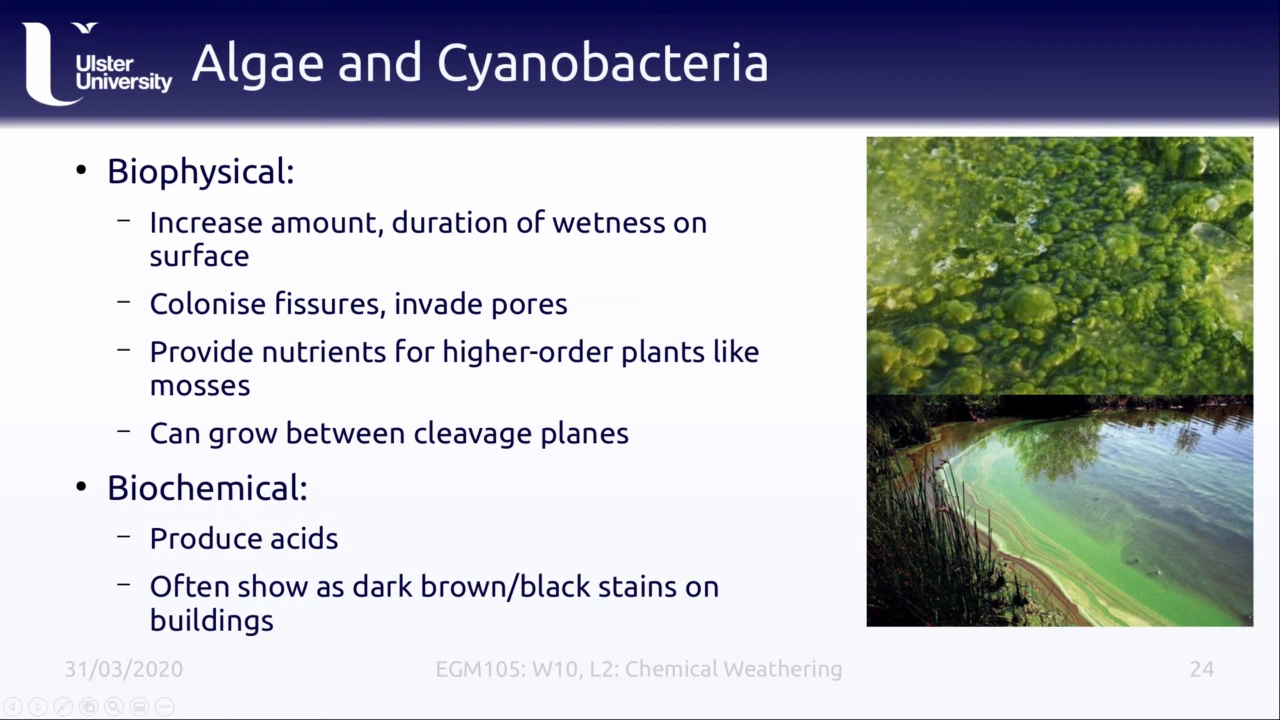 Ulster
University
Algae and Cyanobacteria
• Biophysical:
– Increase amount, duration of wetness on
surface
– Colonise fissures, invade pores
– Provide nutrients for higher-order plants like
mosses
– Can grow between cleavage planes
• Biochemical:
– Produce acids
– Often show as dark brown/black stains on
buildings
31/03/2020
EGM105: W10, L2: Chemical Weathering
24